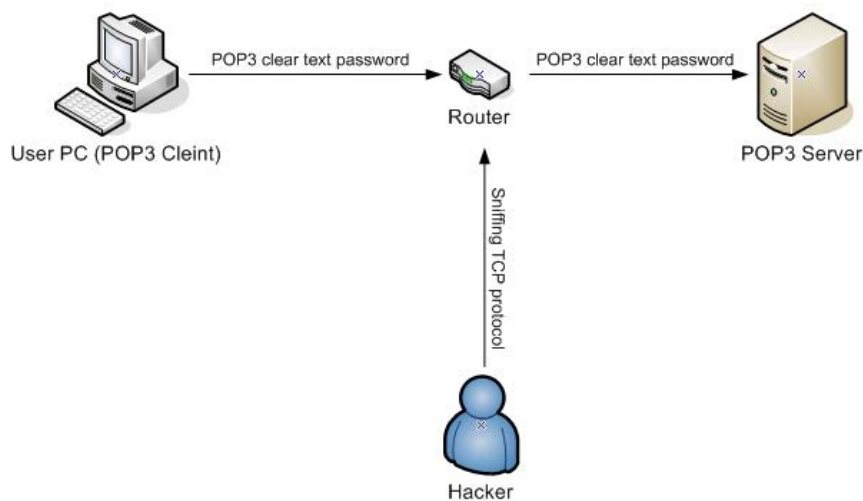 POP3 clear text password
POP3 clear text password
Router
User PC (POP3 Cleint)
POP3 Server
Sniffing TCP protocol
Hacker